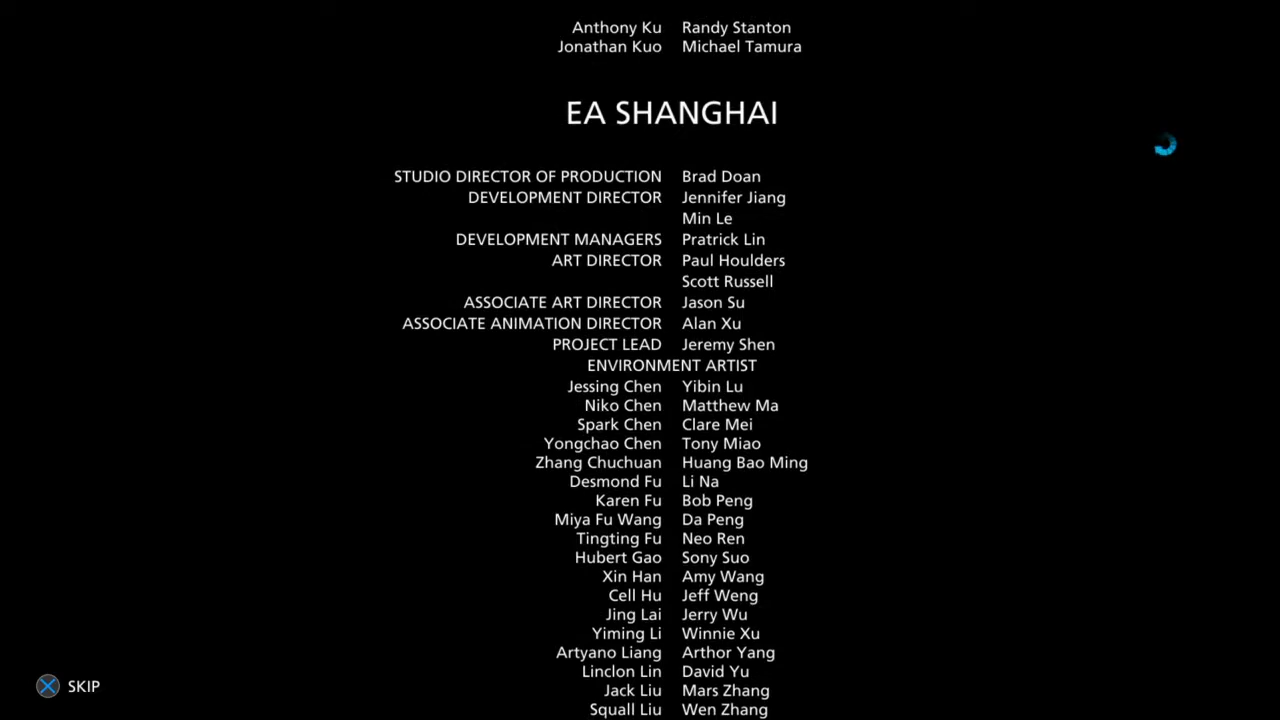 Anthony Ku Randy Stanton
Jonathan Kuo Michael Tamura
EA SHANGHAI
STUDIO DIRECTOR OF PRODUCTION Brad Doan
DEVELOPMENT DIRECTOR Jennifer Jiang
Min Le
DEVELOPMENT MANAGERS Pratrick Lin
ART DIRECTOR Paul Houlders
Scott Russell
ASSOCIATE ART DIRECTOR Jason Su
ASSOCIATE ANIMATION DIRECTOR Alan Xu
PROJECT LEAD Jeremy Shen
ENVIRONMENT ARTIST
Jessing Chen Yibin Lu
Niko Chen Matthew Ma
Spark Chen Clare Mei
Yongchao Chen Tony Miao
Zhang Chuchuan Huang Bao Ming
Desmond Fu Li Na
Karen Fu Bob Peng
Miya Fu Wang Da Peng
Tingting Fu Neo Ren
Hubert Gao Sony Suo
Xin Han Amy Wang
Cell Hu Jeff Weng
Jing Lai Jerry Wu
Yiming Li Winnie Xu
Artyano Liang Arthor Yang
Linclon Lin David Yu
Jack Liu Mars Zhang
Squall Liu Wen Zhang
SKIP